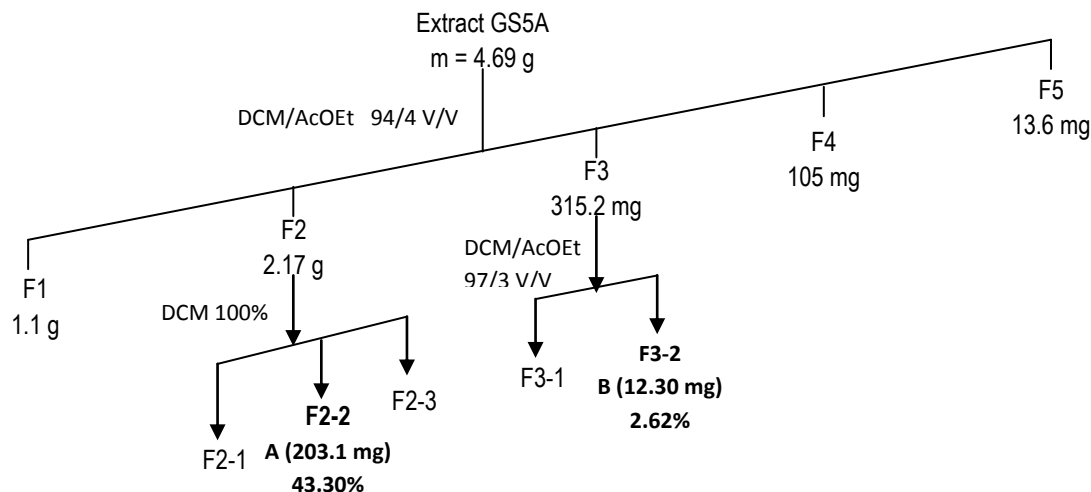 Extract GS5A
m = 4.69 g
DCM/AcOEt 94/4 V/V
F5
13.6 mg
F4
105 mg
F3
315.2 mg
F2
2.17 g
F1
1.1 g
DCM/AcOEt
97/3 V/V
DCM 100%
F2-1
F2-2
A (203.1 mg)
43.30%
F2-3
F3-1
F3-2
B (12.30 mg)
2.62%